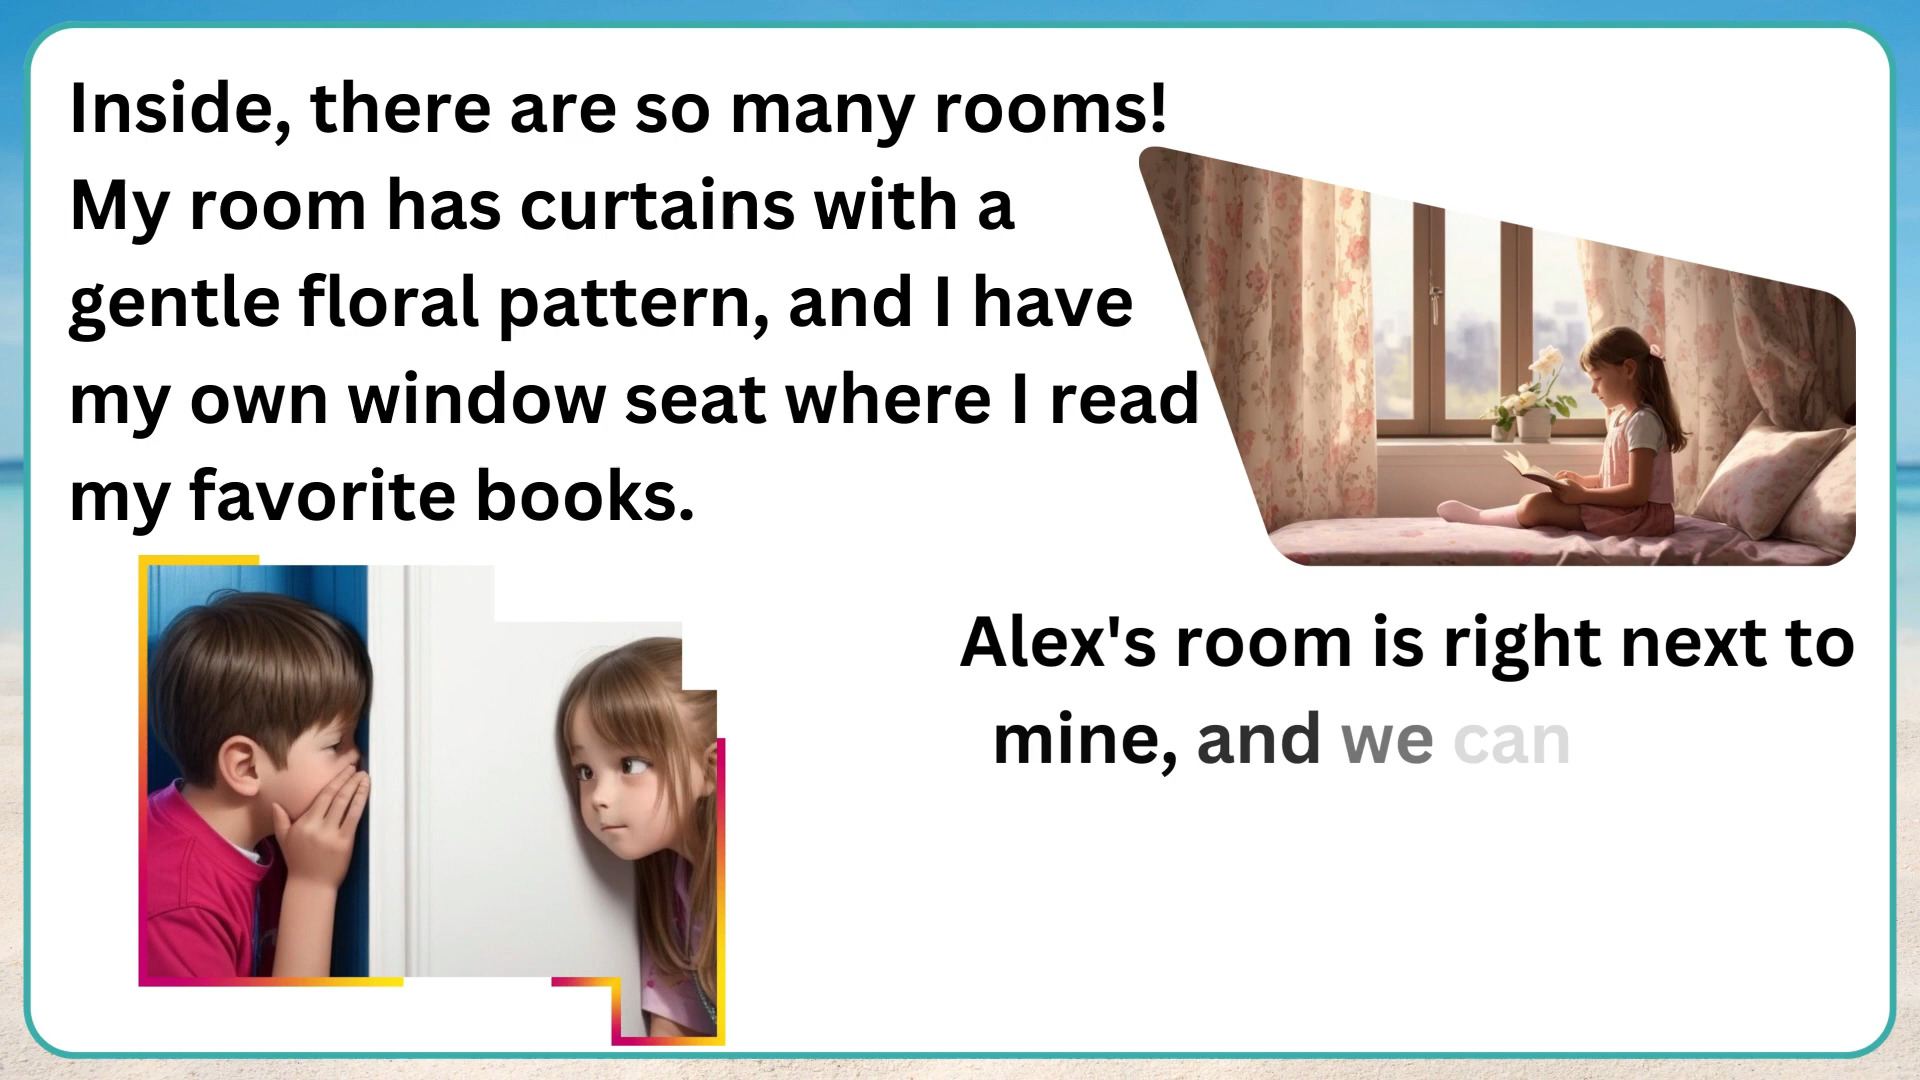 Inside, there are so many rooms!
My room has curtains with a
gentle floral pattern, and I have
my own window seat where I read
my favorite books.
Alex's room is right next to
mine, and we can